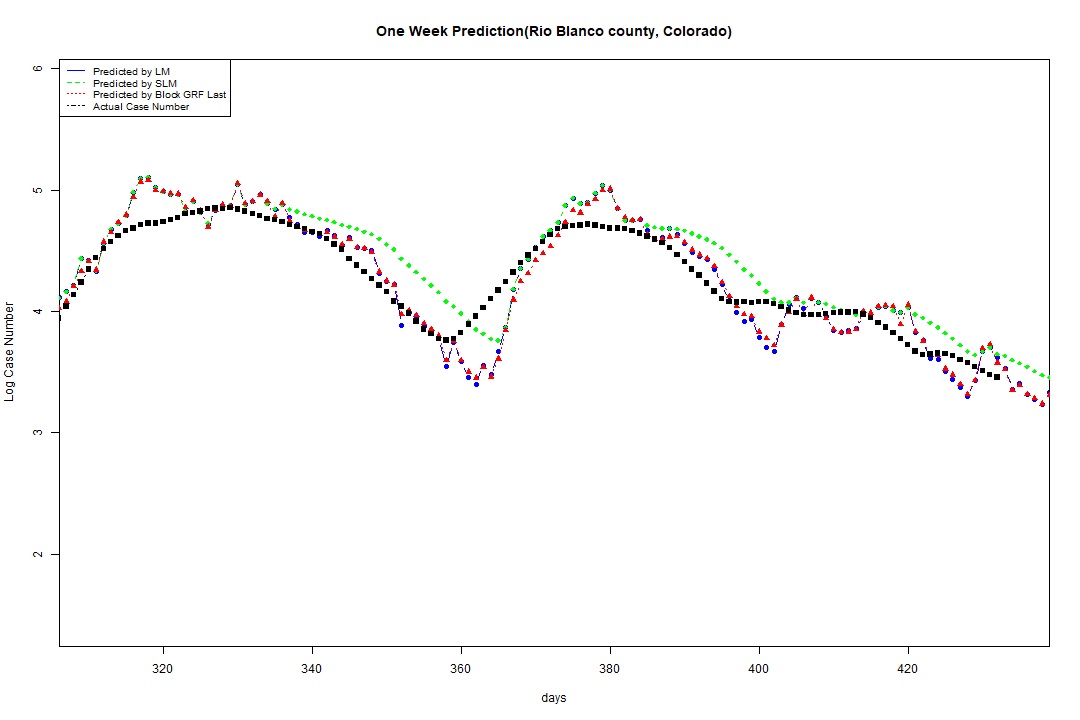 One Week Prediction(Rio Blanco county, Colorado)
Predicted by LM
Predicted by SLM
Predicted by Block GRF Last
Actual Case Number
6
5
4
3
2
Log Case Number
320 340 360 380 400 420
days